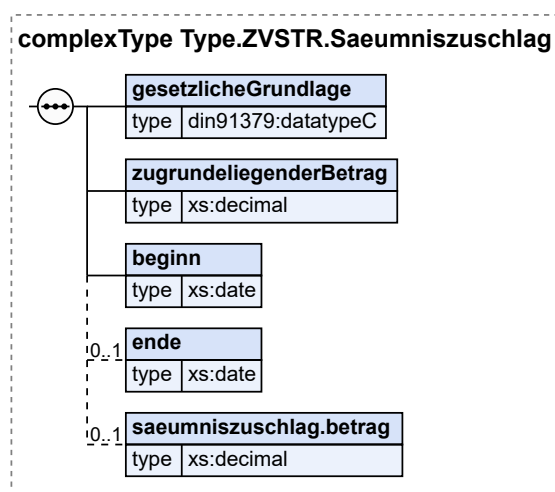 complexType Type.ZVSTR.Saeumniszuschlag
gesetzlicheGrundlage
type din91379:datatypeC
zugrundeliegenderBetrag
type xs:decimal
beginn
type xs:date
0..1 ende
type xs:date
0..1 saeumniszuschlag.betrag
type xs:decimal